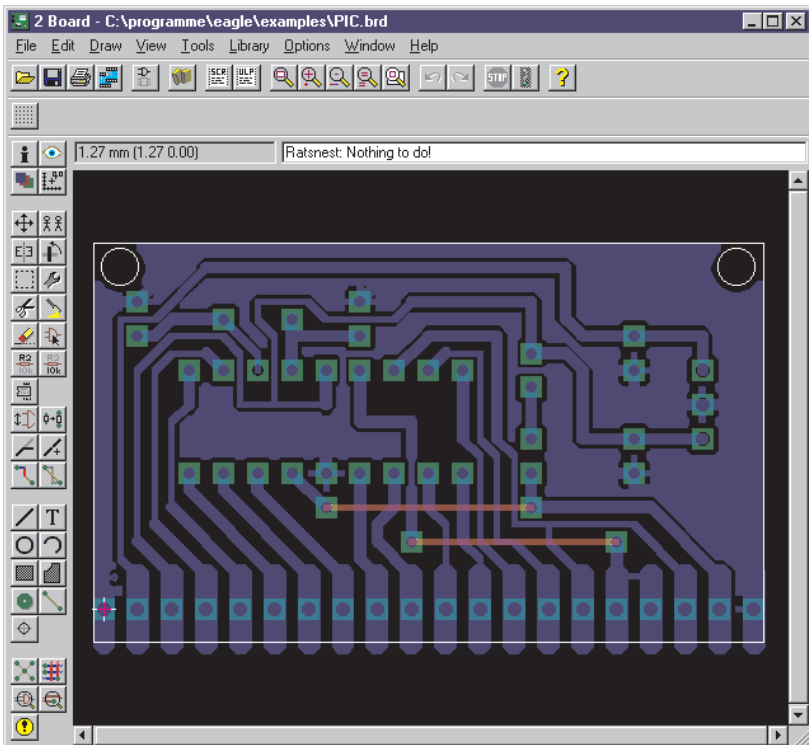 2 Board - C:\programme\eagle\examples\PIC.brd
File Edit Draw View Tools Library Options Window Help
SCR ULP STOP ?
1.27 mm (1.27 0.00) Ratsnest: Nothing to do!
R2 R2
10k 10k
T